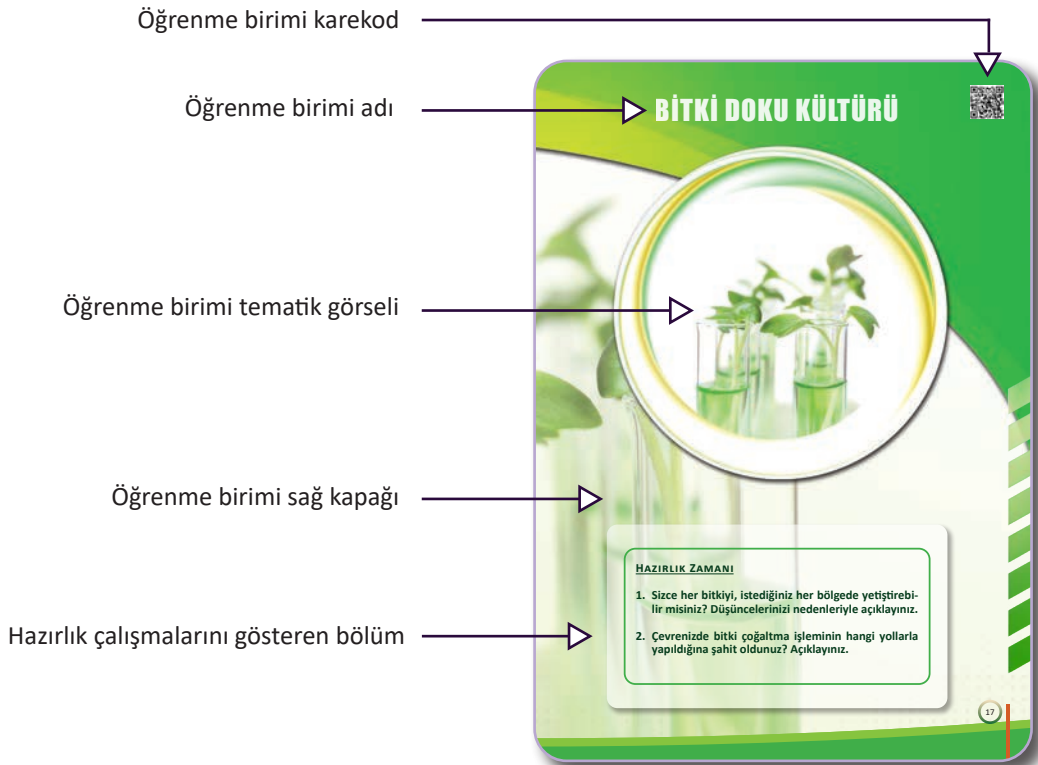 Öğrenme birimi karekod
Öğrenme birimi adı
BİTKİ DOKU KÜLTÜRÜ
Öğrenme birimi tematik görseli
Öğrenme birimi sağ kapağı
Hazırlık çalışmalarını gösteren bölüm
HAZIRLIK ZAMANI
1. Sizce her bitkiyi, istediğiniz her bölgede yetiştirebi-
lir misiniz? Düşüncelerinizi nedenleriyle açıklayınız.
2. Çevrenizde bitki çoğaltma işleminin hangi yollarla
yapıldığına şahit oldunuz? Açıklayınız.
17